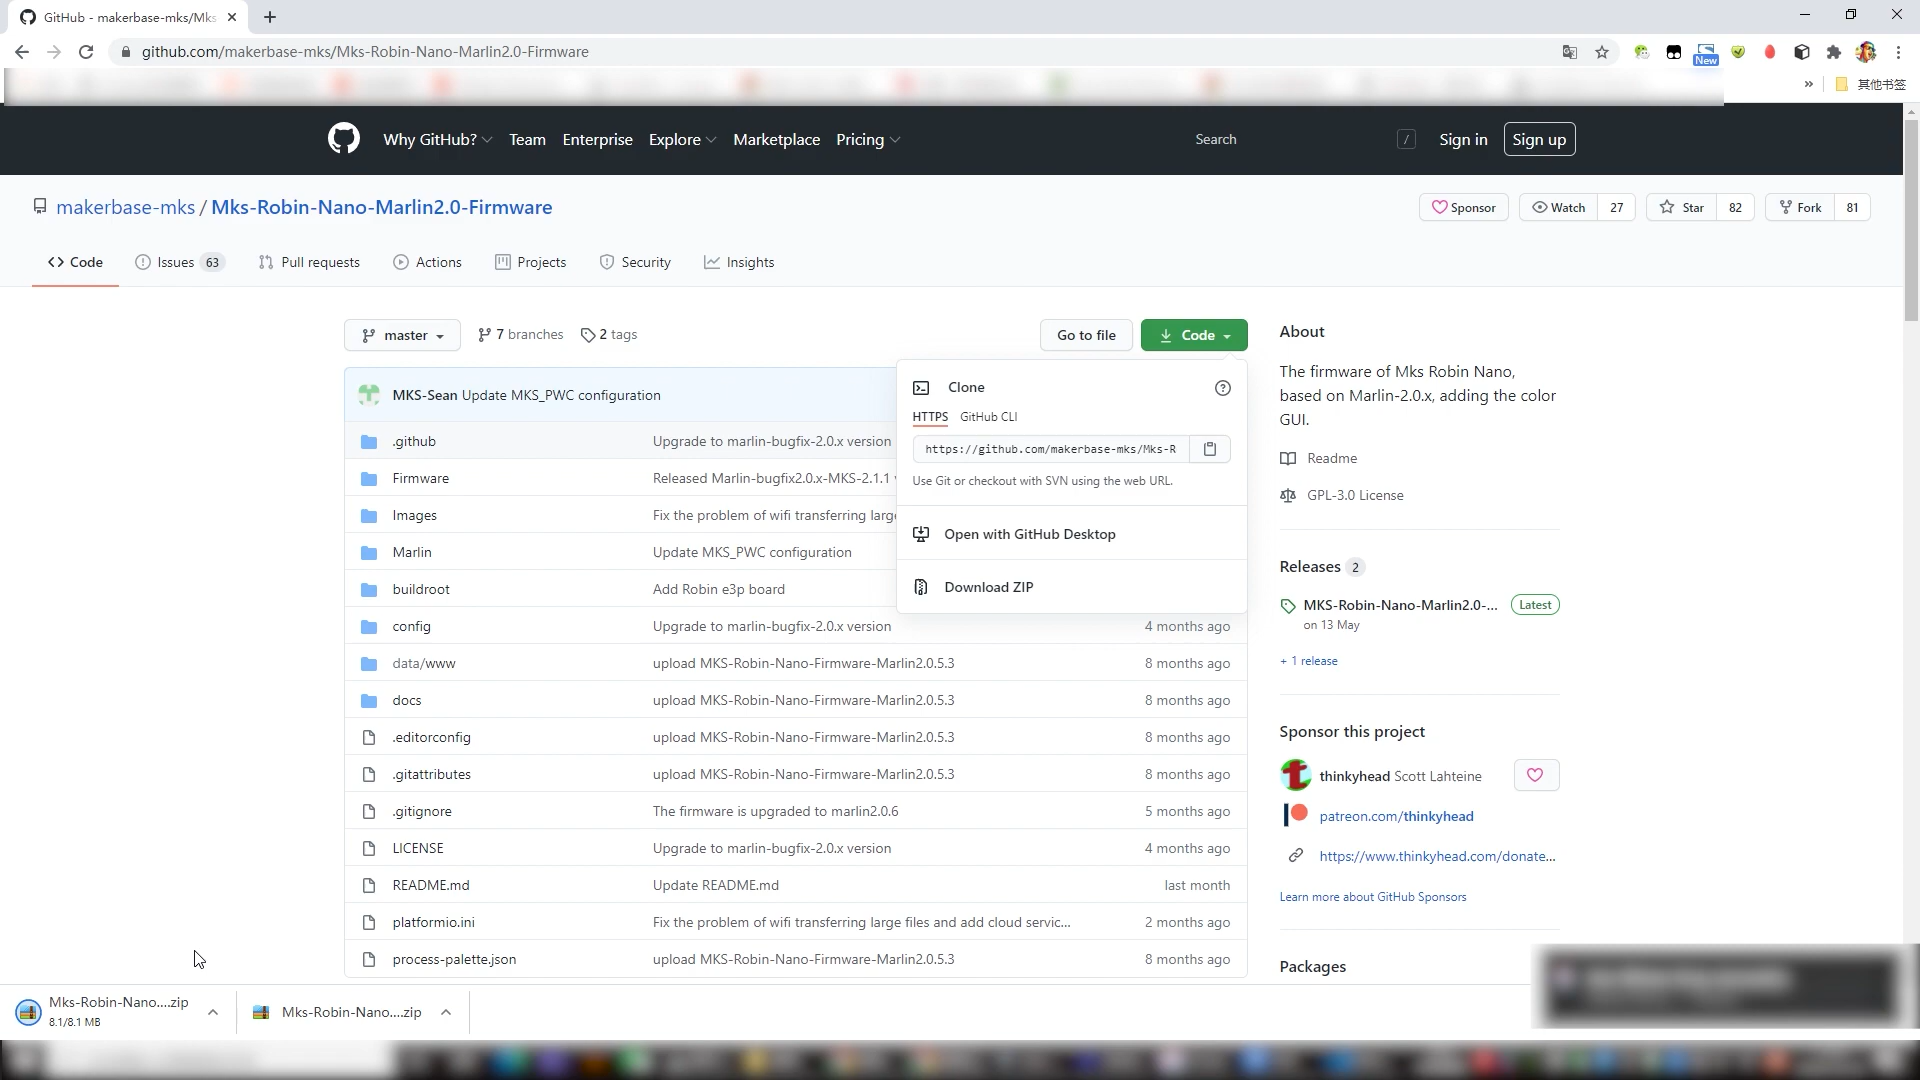 GitHub - makerbase-mks/Mks
github.com/makerbase-mks/Mks-Robin-Nano-Marlin2.0-Firmware
New
» 其他书签
Why GitHub? Team Enterprise Explore Marketplace Pricing Search / Sign in Sign up
makerbase-mks / Mks-Robin-Nano-Marlin2.0-Firmware
Sponsor Watch 27 Star 82 Fork 81
<> Code Issues 63 Pull requests Actions Projects Security Insights
master 7 branches 2 tags Go to file Code
MKS-Sean Update MKS_PWC configuration
.github Upgrade to marlin-bugfix-2.0.x version
Firmware Released Marlin-bugfix2.0.x-MKS-2.1.1
Images Fix the problem of wifi transferring larg
Marlin Update MKS_PWC configuration
buildroot Add Robin e3p board
config Upgrade to marlin-bugfix-2.0.x version 4 months ago
data/www upload MKS-Robin-Nano-Firmware-Marlin2.0.5.3 8 months ago
docs upload MKS-Robin-Nano-Firmware-Marlin2.0.5.3 8 months ago
.editorconfig upload MKS-Robin-Nano-Firmware-Marlin2.0.5.3 8 months ago
.gitattributes upload MKS-Robin-Nano-Firmware-Marlin2.0.5.3 8 months ago
.gitignore The firmware is upgraded to marlin2.0.6 5 months ago
LICENSE Upgrade to marlin-bugfix-2.0.x version 4 months ago
README.md Update README.md last month
platformio.ini Fix the problem of wifi transferring large files and add cloud servic... 2 months ago
process-palette.json upload MKS-Robin-Nano-Firmware-Marlin2.0.5.3 8 months ago
Clone
HTTPS GitHub CLI
https://github.com/makerbase-mks/Mks-R
Use Git or checkout with SVN using the web URL.
Open with GitHub Desktop
Download ZIP
About
The firmware of Mks Robin Nano,
based on Marlin-2.0.x, adding the color
GUI.
Readme
GPL-3.0 License
Releases 2
MKS-Robin-Nano-Marlin2.0-... Latest
on 13 May
+ 1 release
Sponsor this project
thinkyhead Scott Lahteine
patreon.com/thinkyhead
https://www.thinkyhead.com/donate...
Learn more about GitHub Sponsors
Packages
Mks-Robin-Nano....zip
8.1/8.1 MB
Mks-Robin-Nano....zip